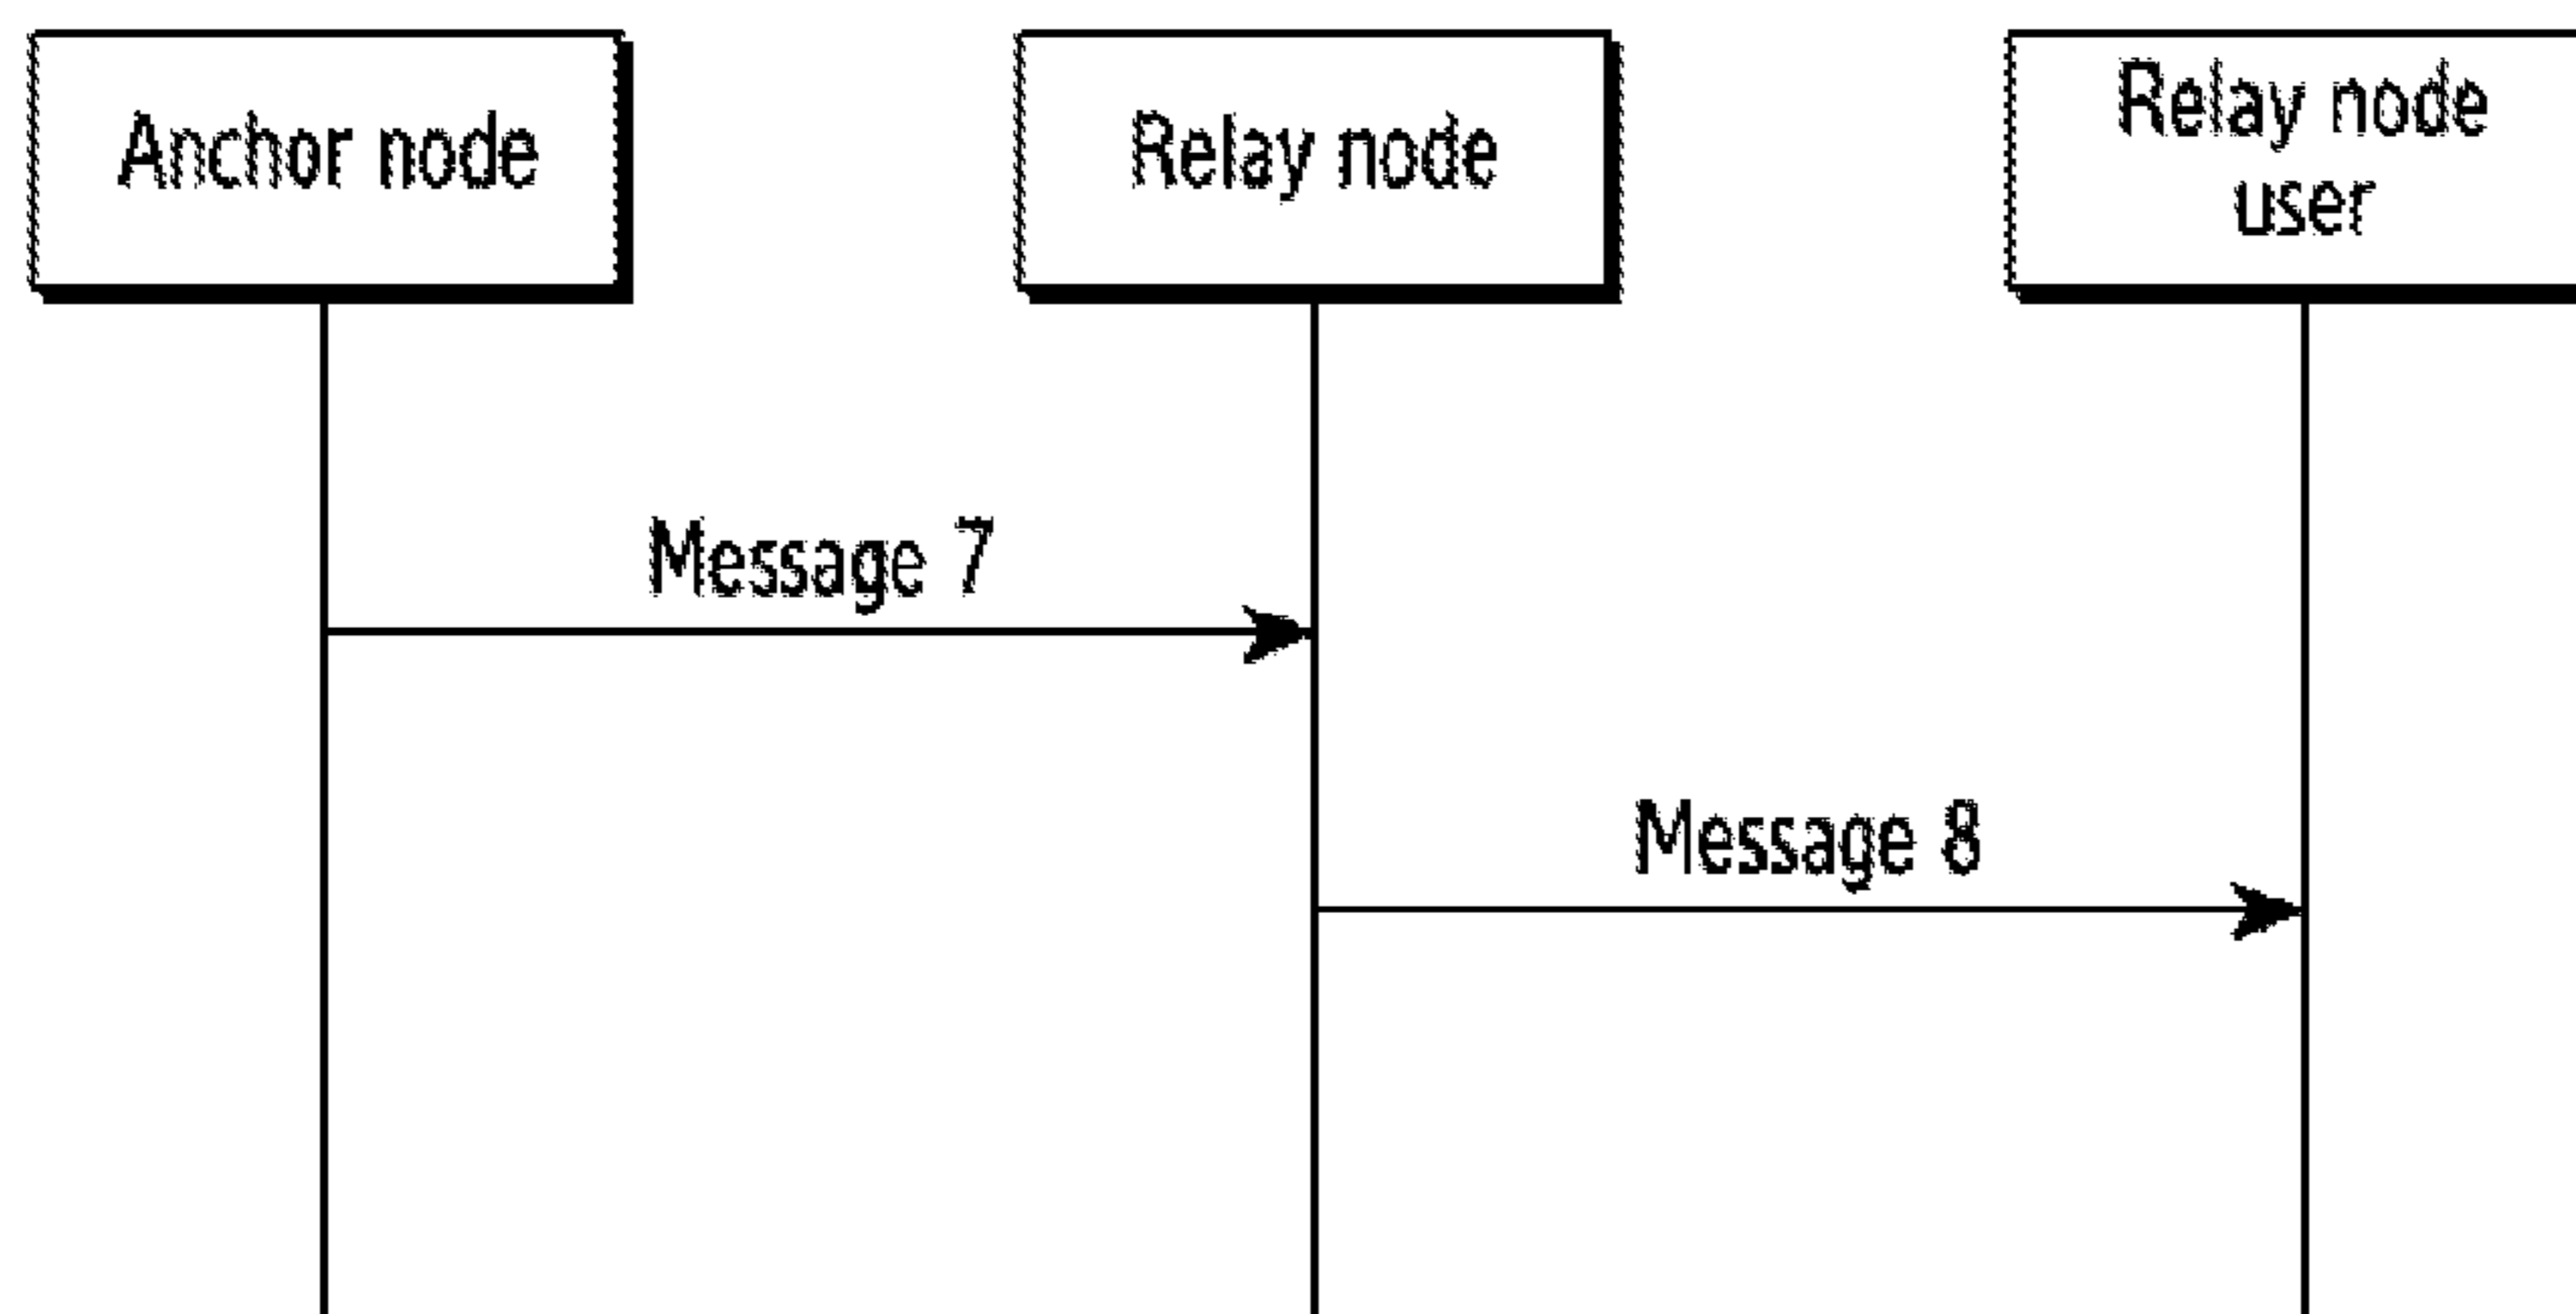 Anchor node
Relay node
Relay node
user
Message 7
Message 8